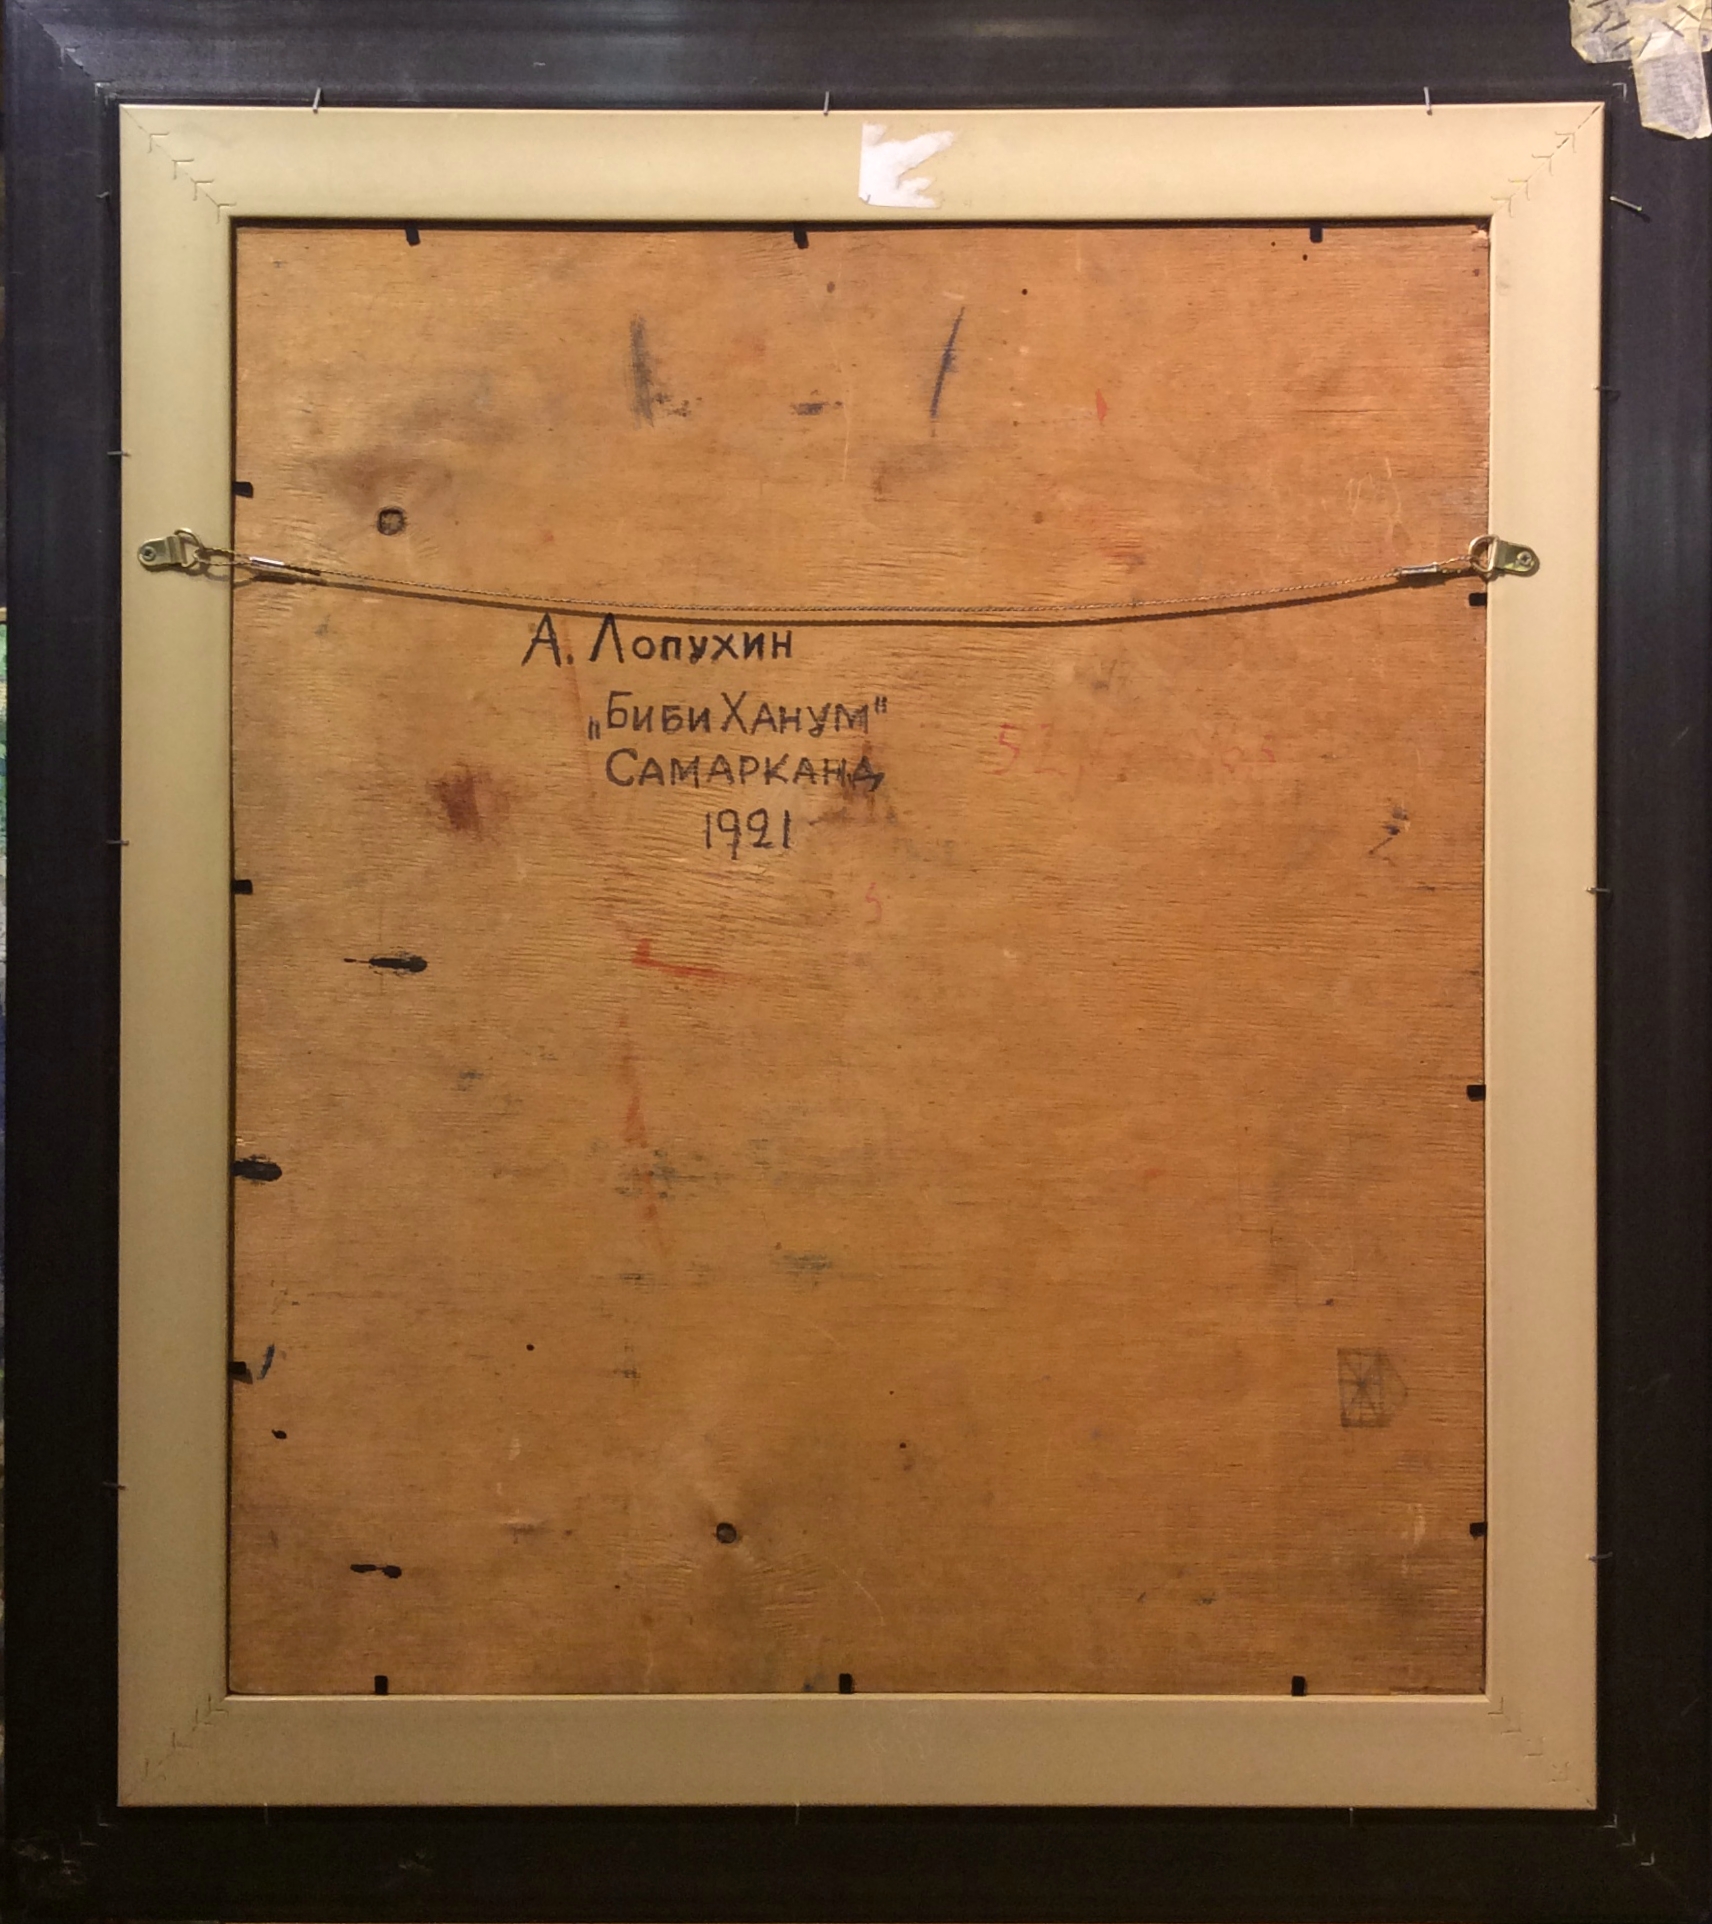 А. Лопухин
„Биби Ханум"
Самарканд
1921